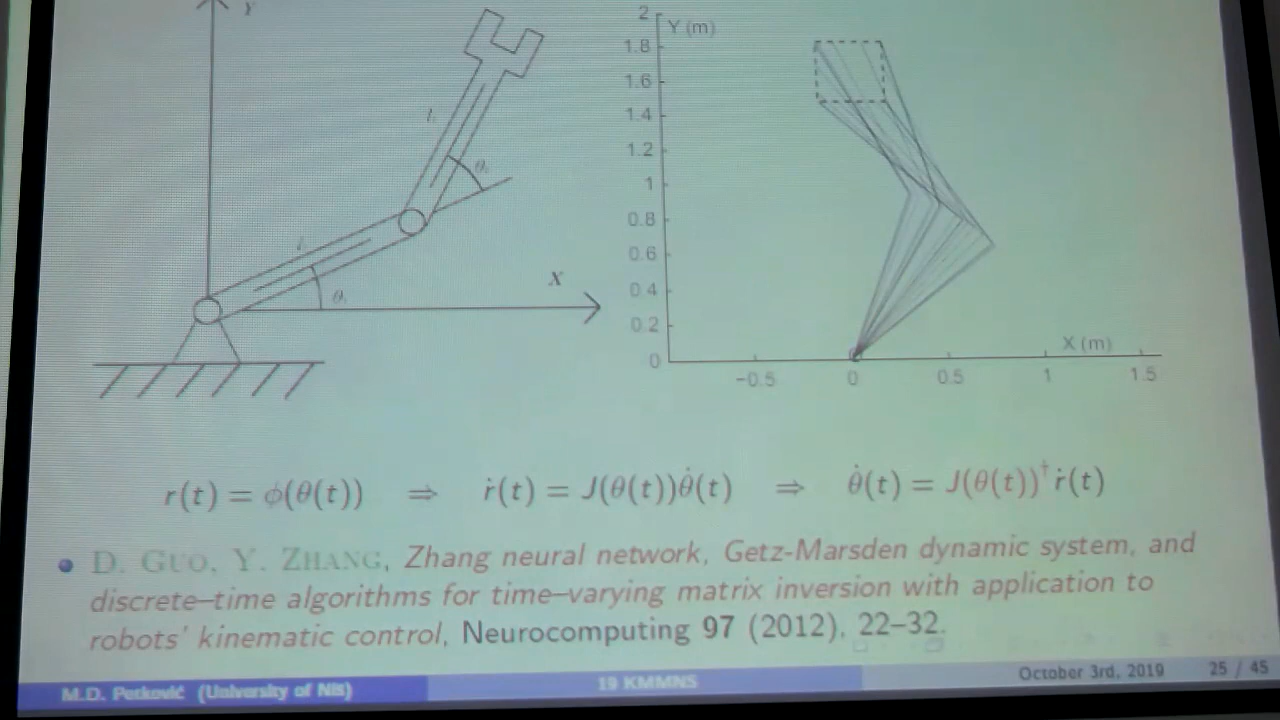 Y
l
θ
l
θ
X
2
Y (m)
1.8
1.6
1.4
1.2
1
0.8
0.6
0.4
0.2
0
X (m)
−0.5 0 0.5 1 1.5
r(t) = ϕ(θ(t)) ⇒ ṙ(t) = J(θ(t))θ̇(t) ⇒ θ̇(t) = J(θ(t))†ṙ(t)
• D. GUO, Y. ZHANG, Zhang neural network, Getz-Marsden dynamic system, and
discrete–time algorithms for time–varying matrix inversion with application to
robots' kinematic control, Neurocomputing 97 (2012), 22–32.
M.D. Petković (University of Nis) 19 KMMNS October 3rd, 2019 25 / 45